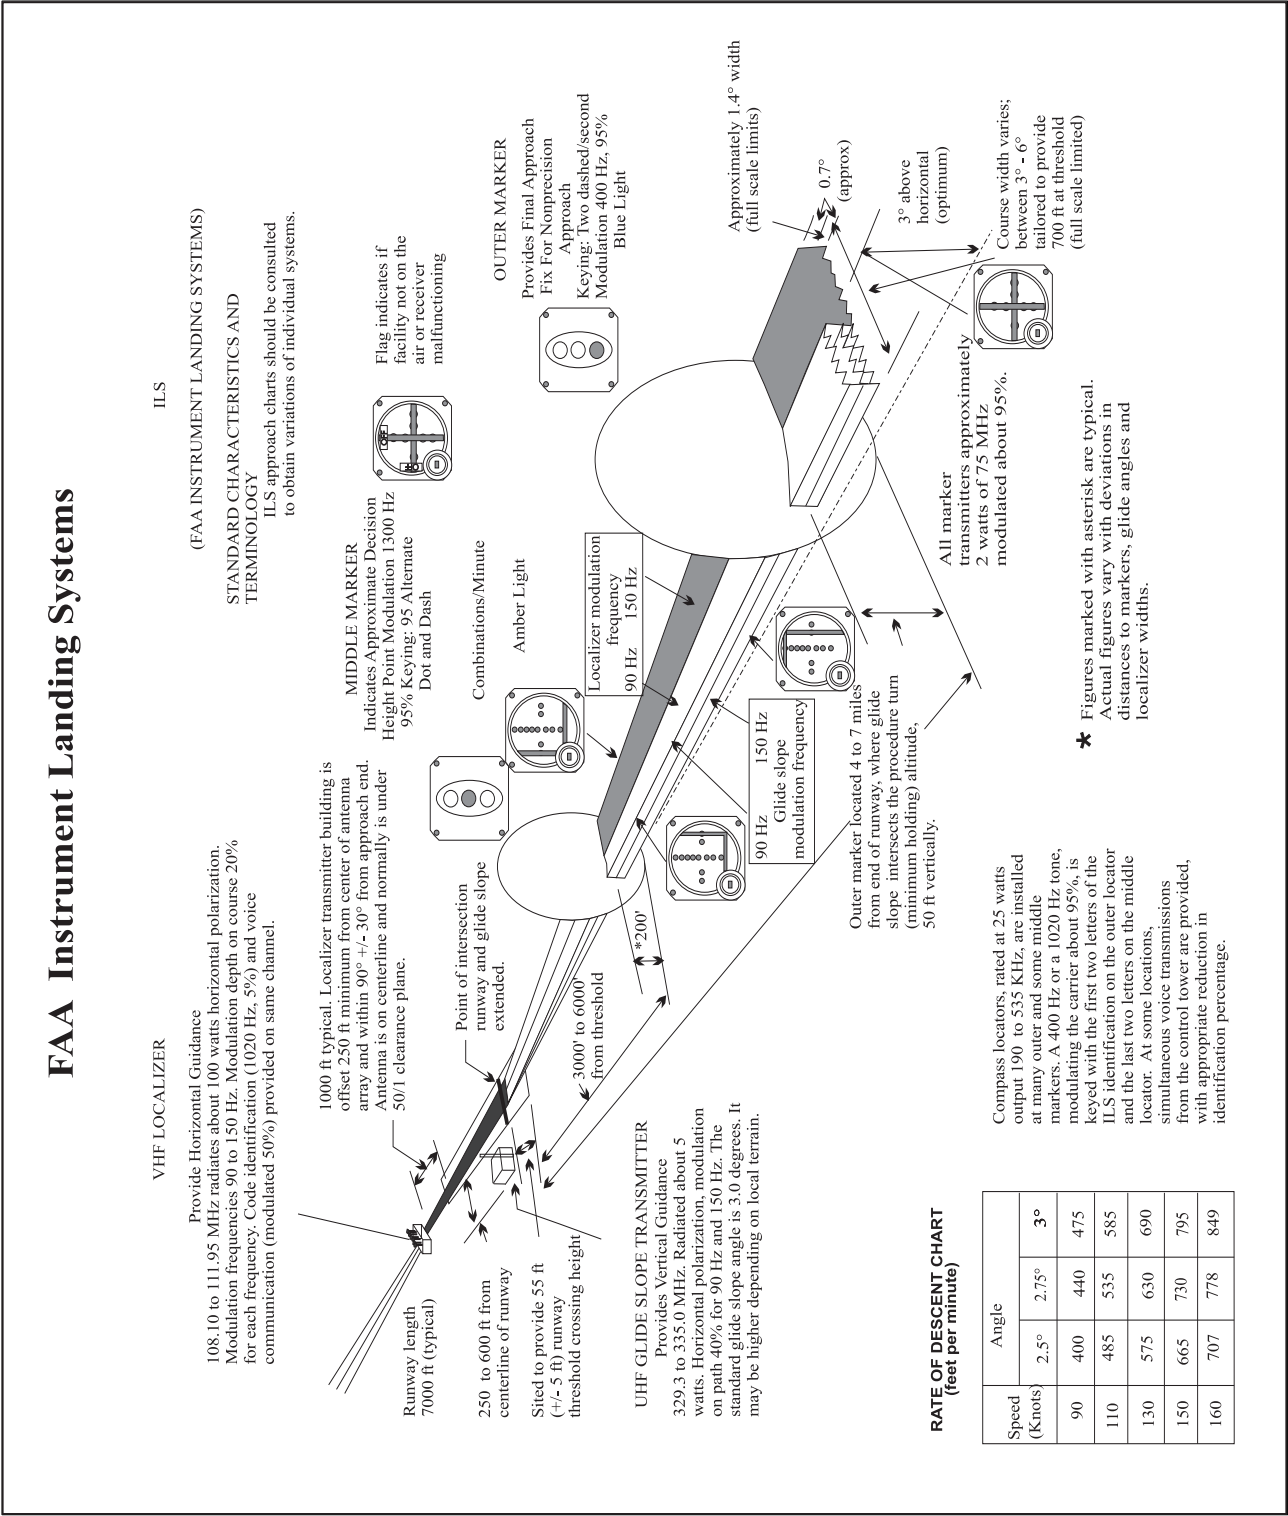 FAA Instrument Landing Systems
ILS
(FAA INSTRUMENT LANDING SYSTEMS)
STANDARD CHARACTERISTICS AND
TERMINOLOGY
ILS approach charts should be consulted
to obtain variations of individual systems.
VHF LOCALIZER
Provide Horizontal Guidance
108.10 to 111.95 MHz radiates about 100 watts horizontal polarization.
Modulation frequencies 90 to 150 Hz. Modulation depth on course 20%
for each frequency. Code identification (1020 Hz, 5%) and voice
communication (modulated 50%) provided on same channel.
1000 ft typical. Localizer transmitter building is
offset 250 ft minimum from center of antenna
array and within 90° +/- 30° from approach end.
Antenna is on centerline and normally is under
50/1 clearance plane.
MIDDLE MARKER
Indicates Approximate Decision
Height Point Modulation 1300 Hz
95% Keying: 95 Alternate
Dot and Dash
Combinations/Minute
Amber Light
Flag indicates if
facility not on the
air or receiver
malfunctioning
OFF
OFF
OUTER MARKER
Provides Final Approach
Fix For Nonprecision
Approach
Keying: Two dashed/second
Modulation 400 Hz, 95%
Blue Light
Runway length
7000 ft (typical)
Point of intersection
runway and glide slope
extended.
Localizer modulation
frequency
90 Hz 150 Hz
Approximately 1.4° width
(full scale limits)
0.7°
(approx)
3° above
horizontal
(optimum)
Course width varies;
between 3° - 6°
tailored to provide
700 ft at threshold
(full scale limited)
250 to 600 ft from
centerline of runway
Sited to provide 55 ft
(+/- 5 ft) runway
threshold crossing height
3000' to 6000'
from threshold
*200'
90 Hz 150 Hz
Glide slope
modulation frequency
All marker
transmitters approximately
2 watts of 75 MHz
modulated about 95%.
UHF GLIDE SLOPE TRANSMITTER
Provides Vertical Guidance
329.3 to 335.0 MHz. Radiated about 5
watts. Horizontal polarization, modulation
on path 40% for 90 Hz and 150 Hz. The
standard glide slope angle is 3.0 degrees. It
may be higher depending on local terrain.
Outer marker located 4 to 7 miles
from end of runway, where glide
slope intersects the procedure turn
(minimum holding) altitude,
50 ft vertically.
* Figures marked with asterisk are typical.
Actual figures vary with deviations in
distances to markers, glide angles and
localizer widths.
RATE OF DESCENT CHART
(feet per minute)
Speed Angle
(Knots) 2.5° 2.75° 3°
90 400 440 475
110 485 535 585
130 575 630 690
150 665 730 795
160 707 778 849
Compass locators, rated at 25 watts
output 190 to 535 KHz, are installed
at many outer and some middle
markers. A 400 Hz or a 1020 Hz tone,
modulating the carrier about 95%, is
keyed with the first two letters of the
ILS identification on the outer locator
and the last two letters on the middle
locator. At some locations,
simultaneous voice transmissions
from the control tower are provided,
with appropriate reduction in
identification percentage.